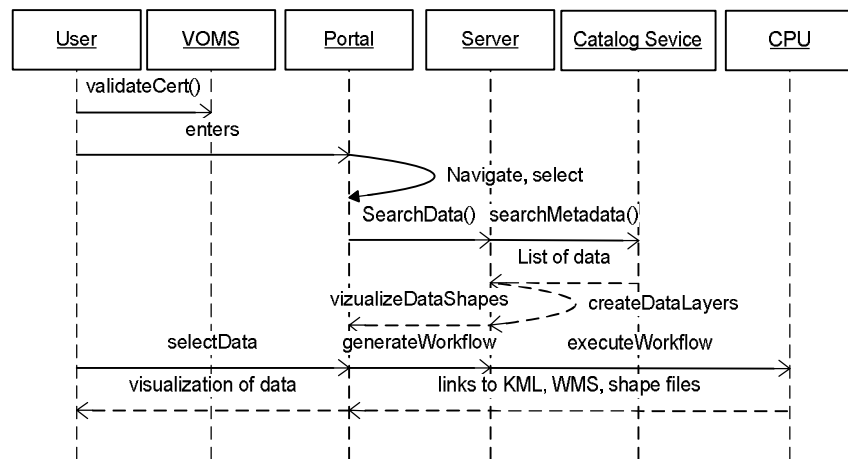 User VOMS Portal Server Catalog Sevice CPU
validateCert()
enters
Navigate, select
SearchData() searchMetadata()
List of data
vizualizeDataShapes createDataLayers
selectData generateWorkflow executeWorkflow
visualization of data links to KML, WMS, shape files